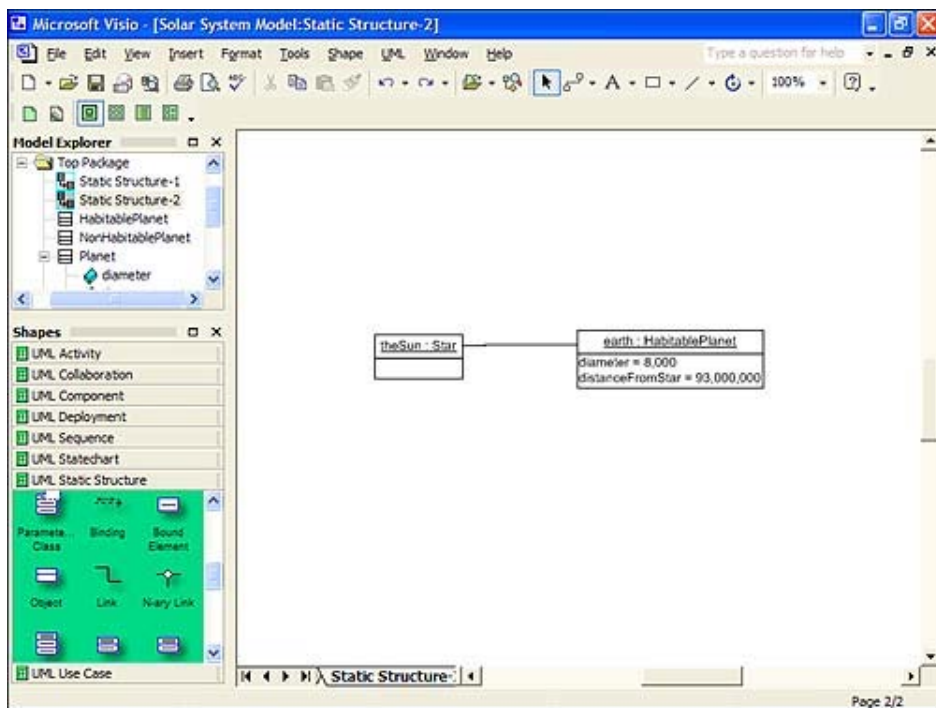 Microsoft Visio - [Solar System Model:Static Structure-2]
File Edit View Insert Format Tools Shape UML Window Help Type a question for help
A 100%
Model Explorer
Top Package
Static Structure-1
Static Structure-2
HabitablePlanet
NonHabitablePlanet
Planet
diameter
Shapes
UML Activity
UML Collaboration
UML Component
UML Deployment
UML Sequence
UML Statechart
UML Static Structure
Paramete... Class
Binding
Bound Element
Object
Link
N-ary Link
UML Use Case
theSun : Star
earth : HabitablePlanet
diameter = 8,000
distanceFromStar = 93,000,000
Static Structure-
Page 2/2